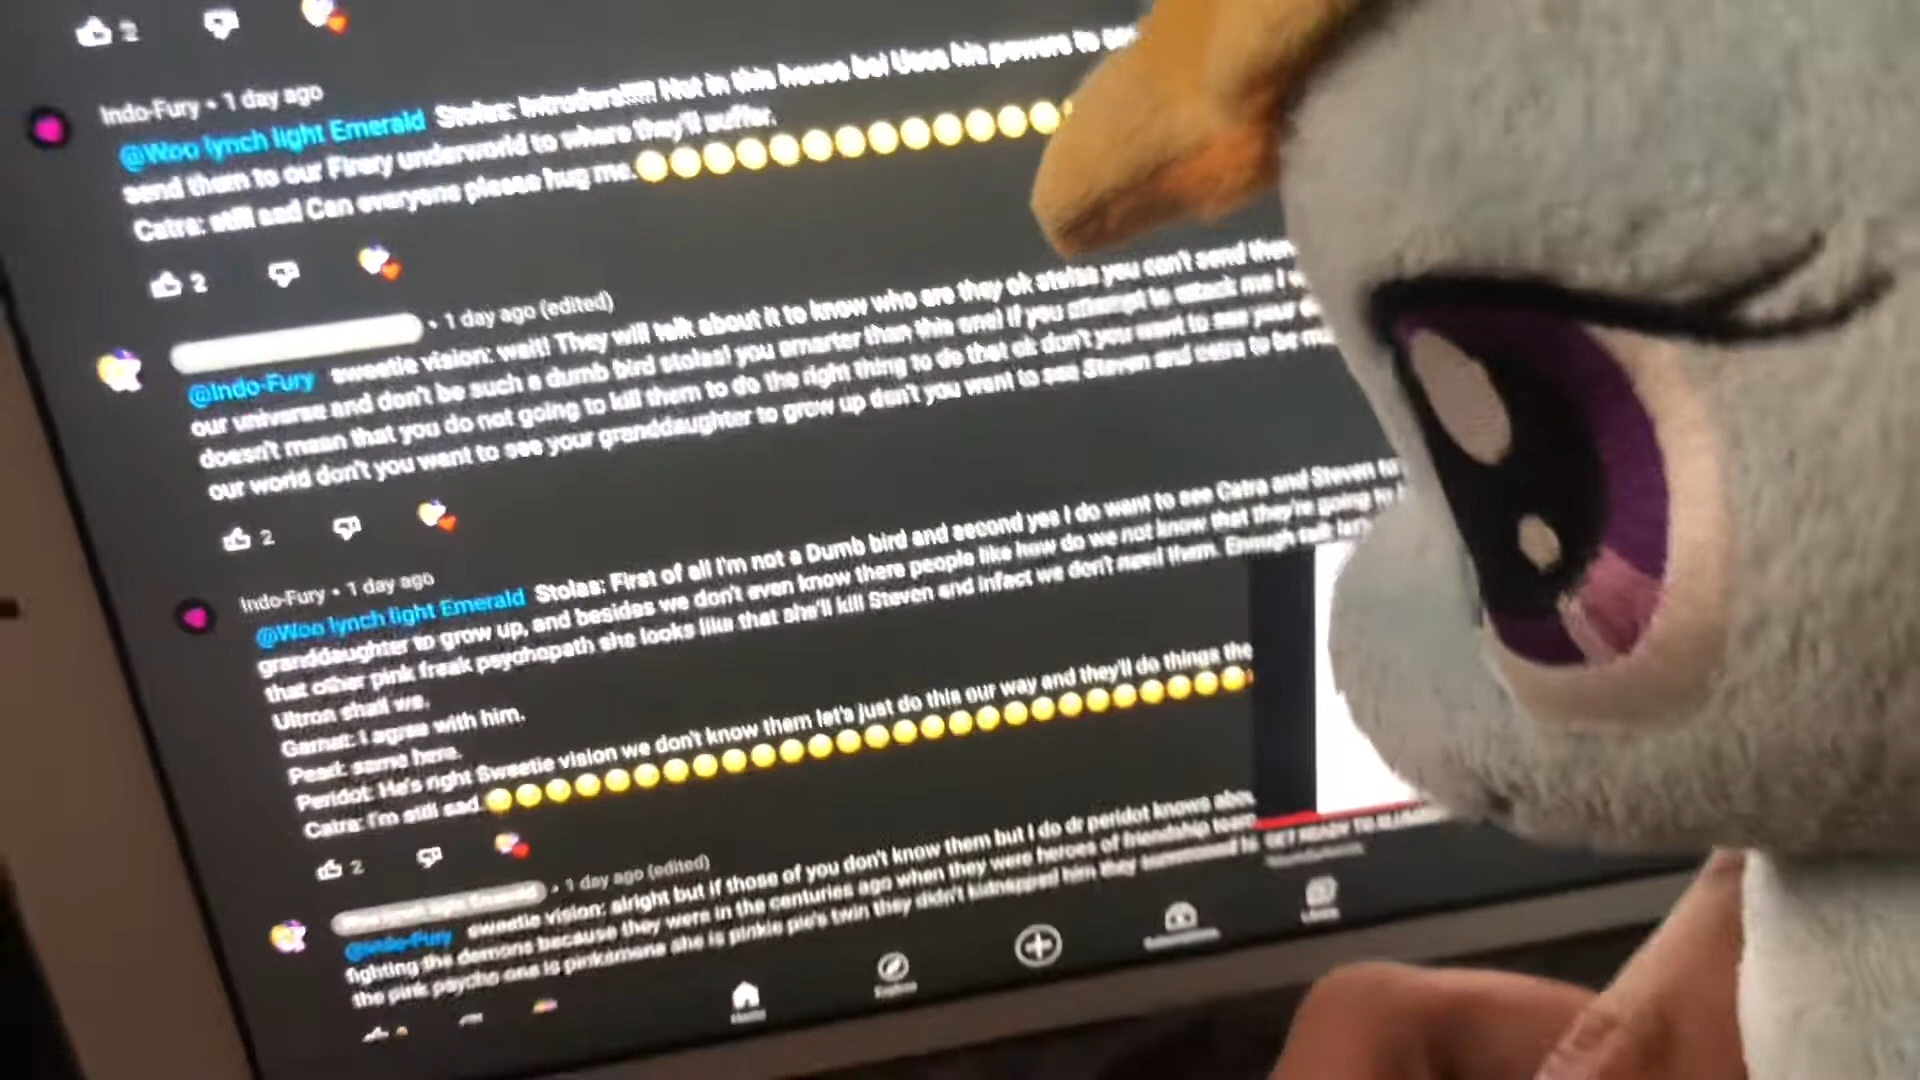 2
Indo-Fury • 1 day ago
@Woo lynch light Emerald Stolas: Intruders!!!!! Not in this house bo! Uses his powers to
send them to our Firery underworld to where they'll suffer.
Catra: still sad Can everyone please hug me.
2
• 1 day ago (edited)
@Indo-Fury sweetie vision: wait! They will talk about it to know who are they ok stolas you can't send them
our universe and don't be such a dumb bird stolas! you smarter than this one! If you attempt to attack me I
doesn't mean that you do not going to kill them to do the right thing to do that ok don't you want to see your
our world don't you want to see your granddaughter to grow up don't you want to see Steven and catra to be
2
Indo-Fury • 1 day ago
@Woo lynch light Emerald Stolas: First of all I'm not a Dumb bird and second yes I do want to see Catra and Steven
granddaughter to grow up, and besides we don't even know there people like how do we not know that they're going to
that other pink freak psychopath she looks like that she'll kill Steven and infact we don't need them. Enough talk let's
Ultron shall we.
Garnet: I agree with him.
Pearl: same here.
Peridot: He's right Sweetie vision we don't know them let's just do this our way and they'll do things the
Catra: I'm still sad.
2
• 1 day ago (edited)
@Indo-Fury sweetie vision: alright but if those of you don't know them but I do dr peridot knows
fighting the demons because they were in the centuries ago when they were heroes of friendship
the pink psycho one is pinkamena she is pinkie pie's twin they didn't kidnapped him they summoned
GET READY TO
Home
Explore